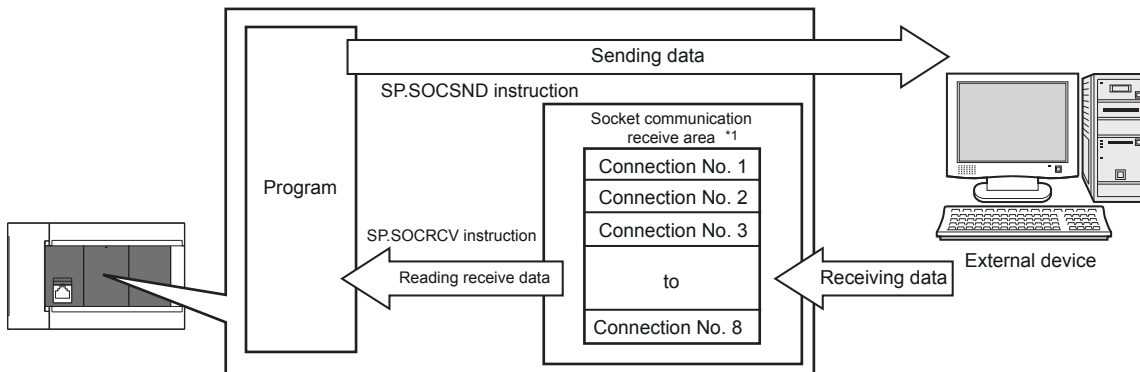 Sending data
SP.SOCSND instruction
Socket communication
receive area *1
Connection No. 1
Connection No. 2
Connection No. 3
to
Connection No. 8
Program
SP.SOCRCV instruction
Reading receive data
Receiving data
External device